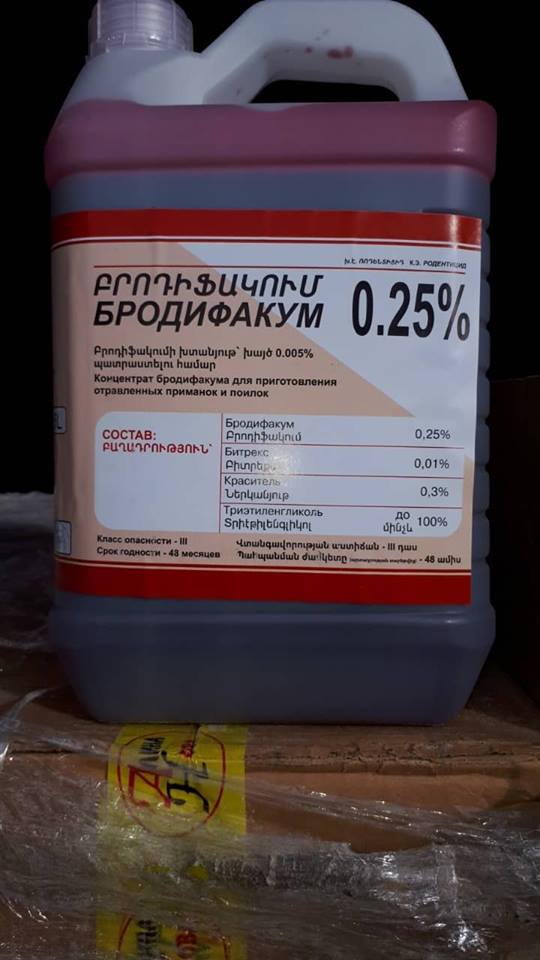 Խ.Է. ՌՈԴԵՆՏԻՑԻԴ К.Э. РОДЕНТИЦИД
ԲՐՈԴԻՖԱԿՈՒՄ
БРОДИФАКУМ 0.25%
Բրոդիֆակումի խտանյութ՝ խայծ 0.005%
պատրաստելու համար
Концентрат бродифакума для приготовления
отравленных приманок и поилок
СОСТАВ:
ԲԱՂԱԴՐՈՒԹՅՈՒՆ՝
Бродифакум
Բրոդիֆակում 0,25%
Битрекс
Բիտրեքս 0,01%
Краситель
Ներկանյութ 0,3%
Триэтиленгликоль до
Տրիէթիլենգլիկոլ մինչև 100%
Класс опасности - III Վտանգավորության աստիճան - III դաս
Срок годности - 48 месяцев Պահպանման ժամկետը - 48 ամիս